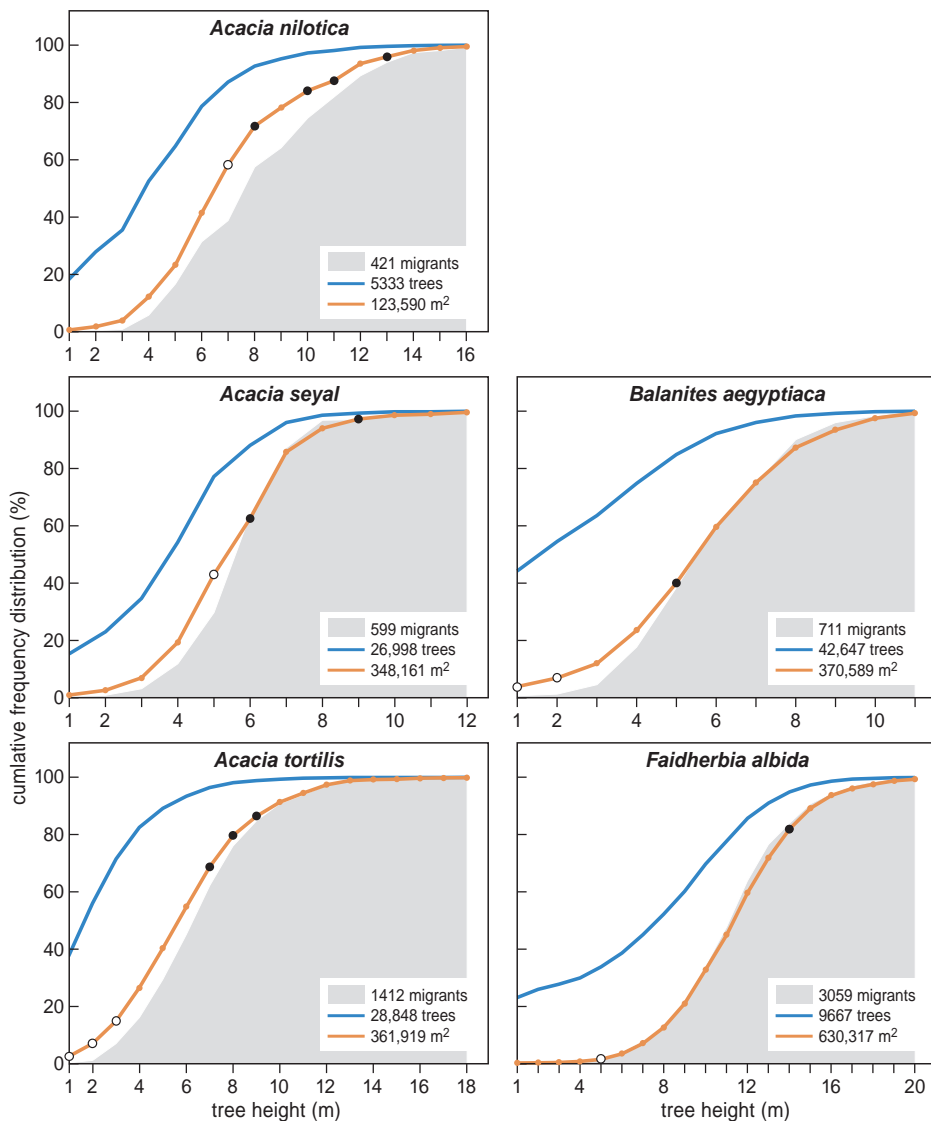 Acacia nilotica
100
80
60
40
20
0
421 migrants
5333 trees
123,590 m²
1 2 4 6 8 10 12 14 16
Acacia seyal
100
80
60
40
20
0
599 migrants
26,998 trees
348,161 m²
1 2 4 6 8 10 12
Balanites aegyptiaca
711 migrants
42,647 trees
370,589 m²
1 2 4 6 8 10
cumlative frequency distribution (%)
Acacia tortilis
100
80
60
40
20
0
1412 migrants
28,848 trees
361,919 m²
1 2 4 6 8 10 12 14 16 18
tree height (m)
Faidherbia albida
3059 migrants
9667 trees
630,317 m²
1 4 8 12 16 20
tree height (m)